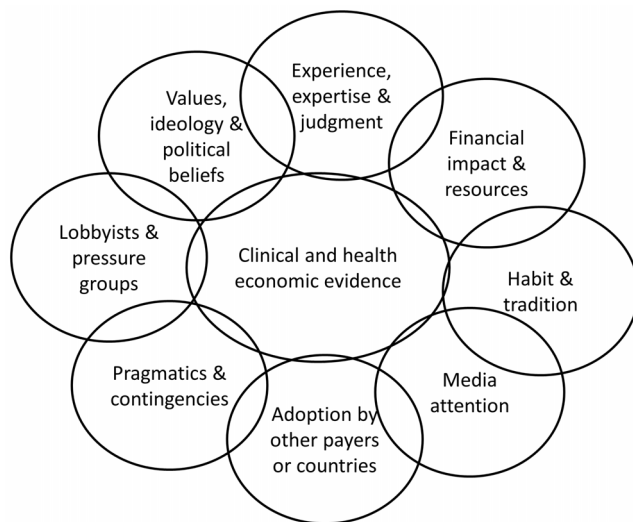 Experience,
expertise &
judgment
Values,
ideology &
political
beliefs
Financial
impact &
resources
Lobbyists &
pressure
groups
Clinical and health
economic evidence
Habit &
tradition
Pragmatics &
contingencies
Media
attention
Adoption by
other payers
or countries